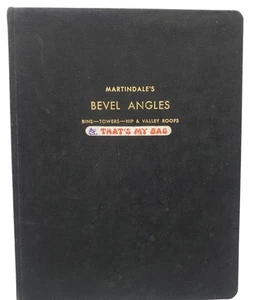 MARTINDALE'S
BEVEL ANGLES
BINS—TOWERS—HIP & VALLEY ROOFS
THAT'S MY BAG